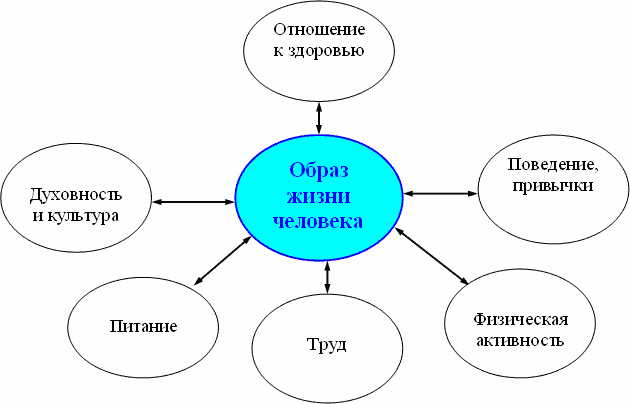 Отношение
к здоровью
Образ
жизни
человека
Поведение,
привычки
Духовность
и культура
Питание
Труд
Физическая
активность